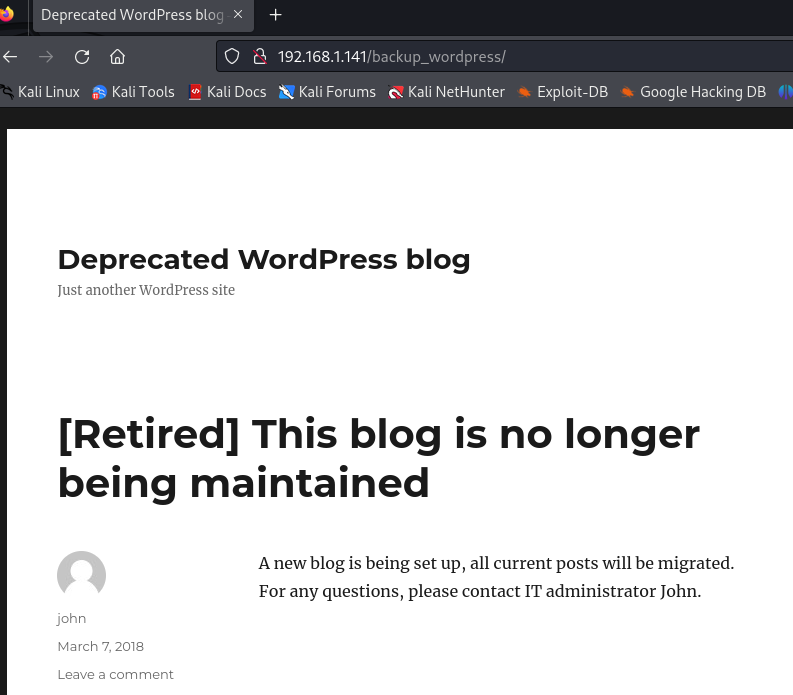 Deprecated WordPress blog
192.168.1.141/backup_wordpress/
Kali Linux Kali Tools Kali Docs Kali Forums Kali NetHunter Exploit-DB Google Hacking DB
Deprecated WordPress blog
Just another WordPress site
[Retired] This blog is no longer
being maintained
A new blog is being set up, all current posts will be migrated.
For any questions, please contact IT administrator John.
john
March 7, 2018
Leave a comment